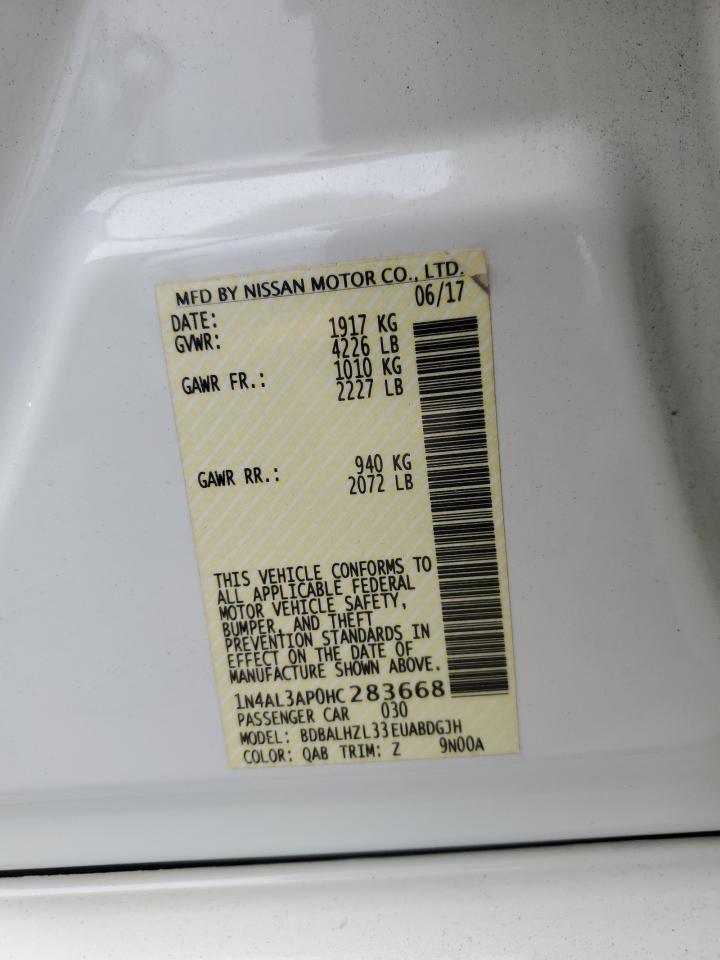 MFD BY NISSAN MOTOR CO., LTD.
DATE: 06/17
GVWR: 1917 KG
4226 LB
GAWR FR.: 1010 KG
2227 LB
GAWR RR.: 940 KG
2072 LB
THIS VEHICLE CONFORMS TO
ALL APPLICABLE FEDERAL
MOTOR VEHICLE SAFETY,
BUMPER, AND THEFT
PREVENTION STANDARDS IN
EFFECT ON THE DATE OF
MANUFACTURE SHOWN ABOVE.
1N4AL3AP0HC283668
PASSENGER CAR 030
MODEL: BDBALHZL33EUABDGJH
COLOR: QAB TRIM: Z 9N00A